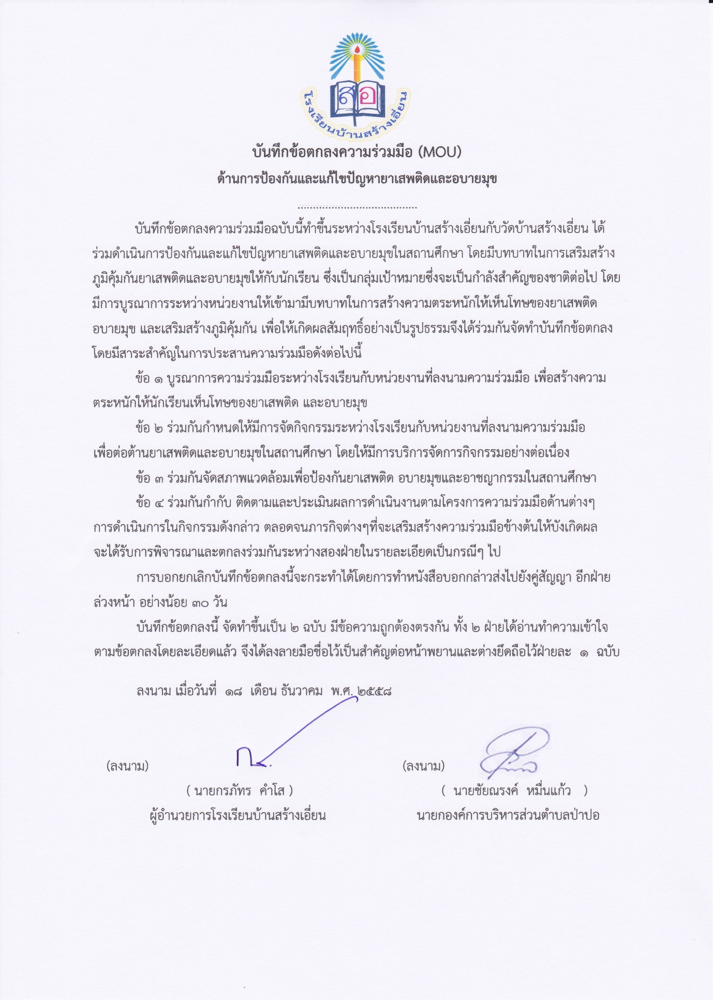 สอ
โรงเรียนบ้านสร้างเอี่ยน
บันทึกข้อตกลงความร่วมมือ (MOU)
ด้านการป้องกันและแก้ไขปัญหายาเสพติดและอบายมุข
.......................................
บันทึกข้อตกลงความร่วมมือฉบับนี้ทำขึ้นระหว่างโรงเรียนบ้านสร้างเอี่ยนกับวัดบ้านสร้างเอี่ยน ได้
ร่วมดำเนินการป้องกันและแก้ไขปัญหายาเสพติดและอบายมุขในสถานศึกษา โดยมีบทบาทในการเสริมสร้าง
ภูมิคุ้มกันยาเสพติดและอบายมุขให้กับนักเรียน ซึ่งเป็นกลุ่มเป้าหมายซึ่งจะเป็นกำลังสำคัญของชาติต่อไป โดย
มีการบูรณาการระหว่างหน่วยงานให้เข้ามามีบทบาทในการสร้างความตระหนักให้เห็นโทษของยาเสพติด
อบายมุข และเสริมสร้างภูมิคุ้มกัน เพื่อให้เกิดผลสัมฤทธิ์อย่างเป็นรูปธรรมจึงได้ร่วมกันจัดทำบันทึกข้อตกลง
โดยมีสาระสำคัญในการประสานความร่วมมือดังต่อไปนี้
ข้อ ๑ บูรณาการความร่วมมือระหว่างโรงเรียนกับหน่วยงานที่ลงนามความร่วมมือ เพื่อสร้างความ
ตระหนักให้นักเรียนเห็นโทษของยาเสพติด และอบายมุข
ข้อ ๒ ร่วมกันกำหนดให้มีการจัดกิจกรรมระหว่างโรงเรียนกับหน่วยงานที่ลงนามความร่วมมือ
เพื่อต่อต้านยาเสพติดและอบายมุขในสถานศึกษา โดยให้มีการบริการจัดการกิจกรรมอย่างต่อเนื่อง
ข้อ ๓ ร่วมกันจัดสภาพแวดล้อมเพื่อป้องกันยาเสพติด อบายมุขและอาชญากรรมในสถานศึกษา
ข้อ ๔ ร่วมกันกำกับ ติดตามและประเมินผลการดำเนินงานตามโครงการความร่วมมือด้านต่างๆ
การดำเนินการในกิจกรรมดังกล่าว ตลอดจนภารกิจต่างๆที่จะเสริมสร้างความร่วมมือข้างต้นให้บังเกิดผล
จะได้รับการพิจารณาและตกลงร่วมกันระหว่างสองฝ่ายในรายละเอียดเป็นกรณีๆ ไป
การบอกยกเลิกบันทึกข้อตกลงนี้จะกระทำได้โดยการทำหนังสือบอกกล่าวส่งไปยังคู่สัญญา อีกฝ่าย
ล่วงหน้า อย่างน้อย ๓๐ วัน
บันทึกข้อตกลงนี้ จัดทำขึ้นเป็น ๒ ฉบับ มีข้อความถูกต้องตรงกัน ทั้ง ๒ ฝ่ายได้อ่านทำความเข้าใจ
ตามข้อตกลงโดยละเอียดแล้ว จึงได้ลงลายมือชื่อไว้เป็นสำคัญต่อหน้าพยานและต่างยึดถือไว้ฝ่ายละ ๑ ฉบับ
ลงนาม เมื่อวันที่ ๑๘ เดือน ธันวาคม พ.ศ. ๒๕๕๘
(ลงนาม) (ลงนาม)
( นายกรภัทร คำโส ) ( นายชัยณรงค์ หมื่นแก้ว )
ผู้อำนวยการโรงเรียนบ้านสร้างเอี่ยน นายกองค์การบริหารส่วนตำบลป่าปอ